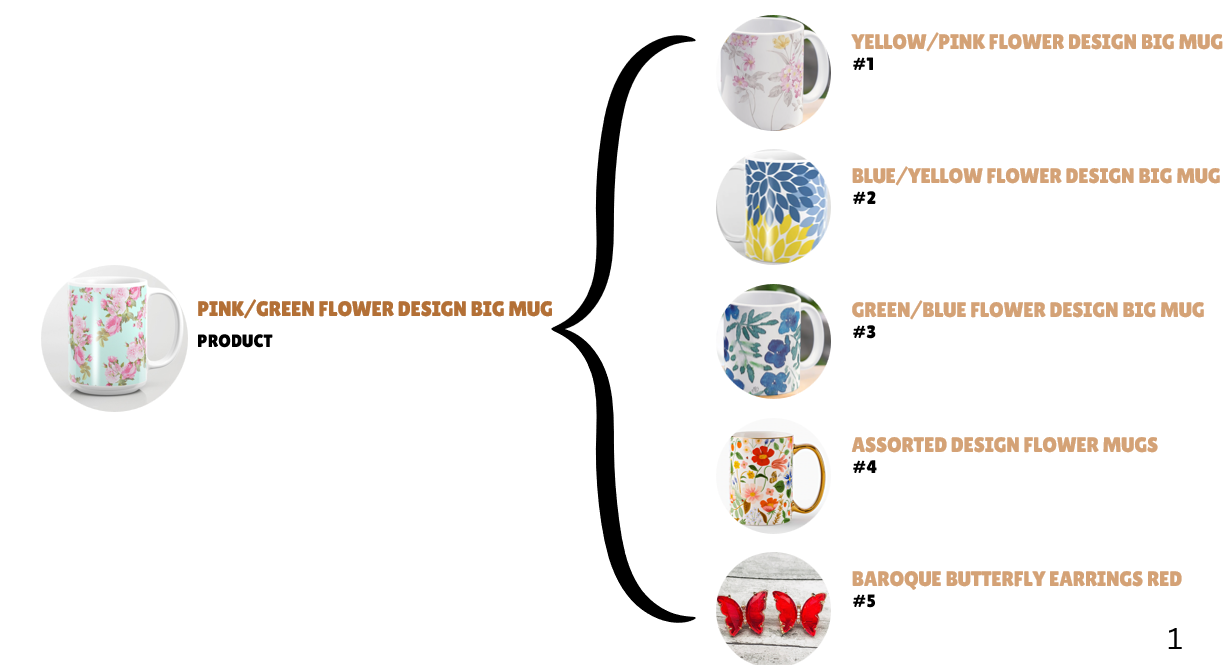 YELLOW/PINK FLOWER DESIGN BIG MUG
#1
BLUE/YELLOW FLOWER DESIGN BIG MUG
#2
PINK/GREEN FLOWER DESIGN BIG MUG
PRODUCT
GREEN/BLUE FLOWER DESIGN BIG MUG
#3
ASSORTED DESIGN FLOWER MUGS
#4
BAROQUE BUTTERFLY EARRINGS RED
#5
1